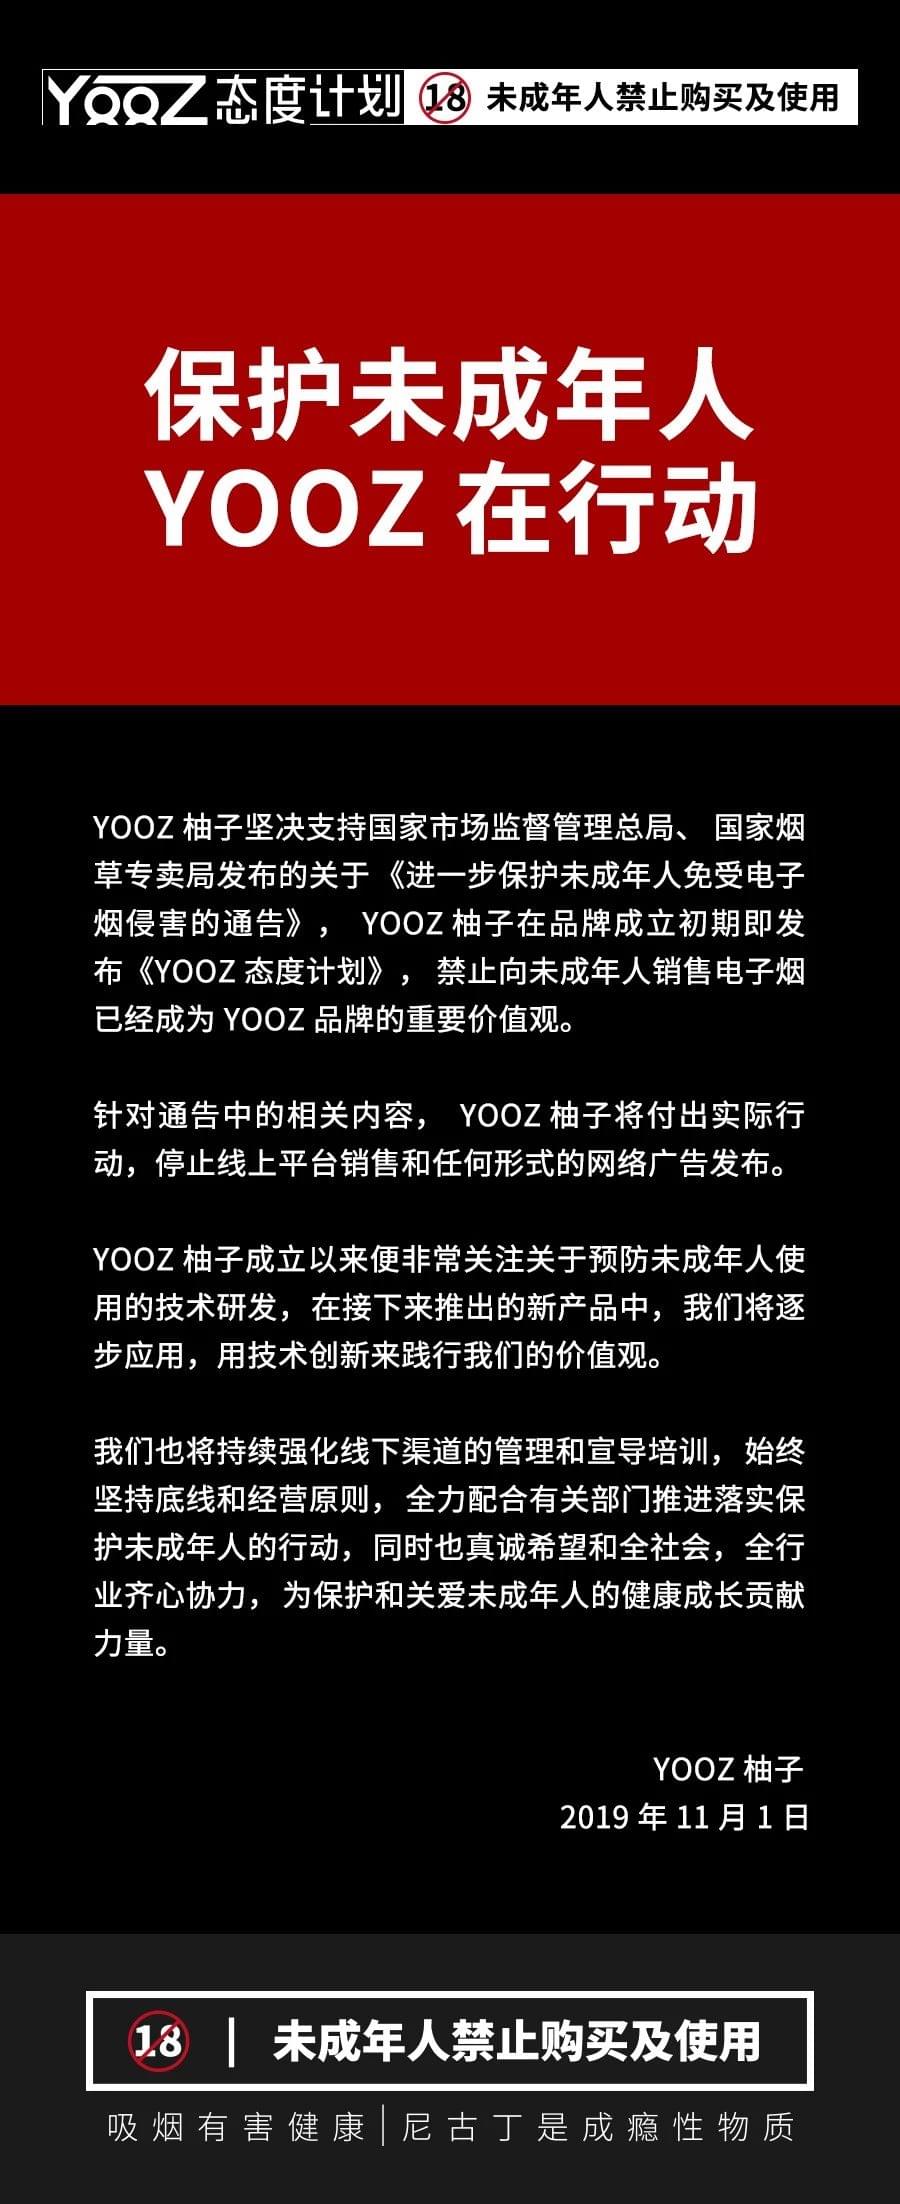 YOOZ 态度计划 18 未成年人禁止购买及使用
保护未成年人
YOOZ 在行动
YOOZ 柚子坚决支持国家市场监督管理总局、 国家烟
草专卖局发布的关于 《进一步保护未成年人免受电子
烟侵害的通告》， YOOZ 柚子在品牌成立初期即发
布《YOOZ 态度计划》， 禁止向未成年人销售电子烟
已经成为 YOOZ 品牌的重要价值观。
针对通告中的相关内容， YOOZ 柚子将付出实际行
动，停止线上平台销售和任何形式的网络广告发布。
YOOZ 柚子成立以来便非常关注关于预防未成年人使
用的技术研发，在接下来推出的新产品中，我们将逐
步应用，用技术创新来践行我们的价值观。
我们也将持续强化线下渠道的管理和宣导培训， 始终
坚持底线和经营原则， 全力配合有关部门推进落实保
护未成年人的行动，同时也真诚希望和全社会，全行
业齐心协力， 为保护和关爱未成年人的健康成长贡献
力量。
YOOZ 柚子
2019 年 11 月 1 日
18 | 未成年人禁止购买及使用
吸烟有害健康|尼古丁是成瘾性物质